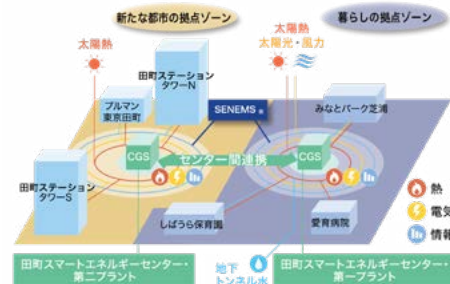 新たな都市の拠点ゾーン
暮らしの拠点ゾーン
太陽熱
太陽熱
太陽光・風力
田町ステーション
タワーN
プルマン
東京田町
SENEMS ※
みなとパーク芝浦
CGS
センター間連携
CGS
田町ステーション
タワーS
しばうら保育園
愛育病院
熱
電気
情報
田町スマートエネルギーセンター・
第二プラント
地下
トンネル水
田町スマートエネルギーセンター・
第一プラント